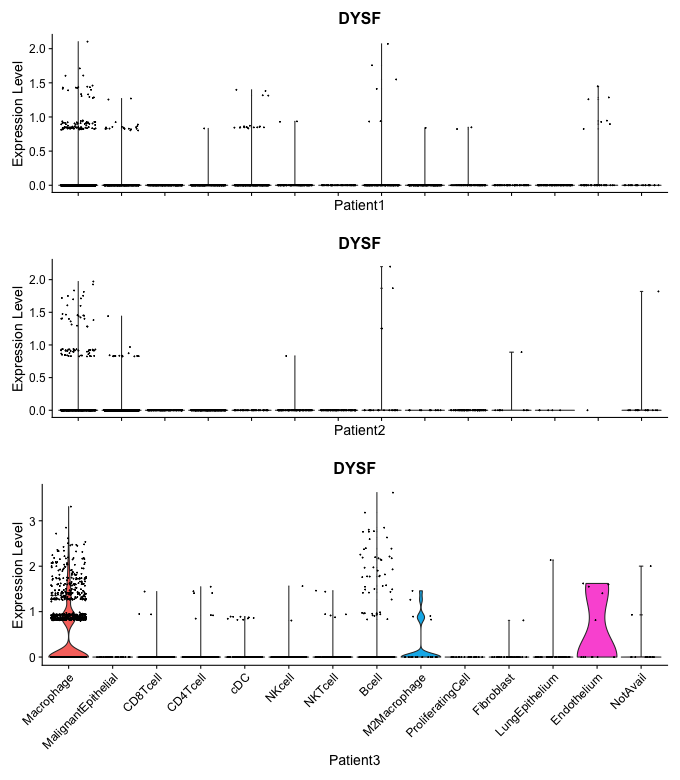 DYSF
Expression Level
2.0
1.5
1.0
0.5
0.0
Patient1
DYSF
Expression Level
2.0
1.5
1.0
0.5
0.0
Patient2
DYSF
Expression Level
3
2
1
0
Macrophage
MalignantEpithelial
CD8Tcell
CD4Tcell
cDC
NKcell
NKTcell
Bcell
M2Macrophage
ProliferatingCell
Fibroblast
LungEpithelium
Endothelium
NotAvail
Patient3